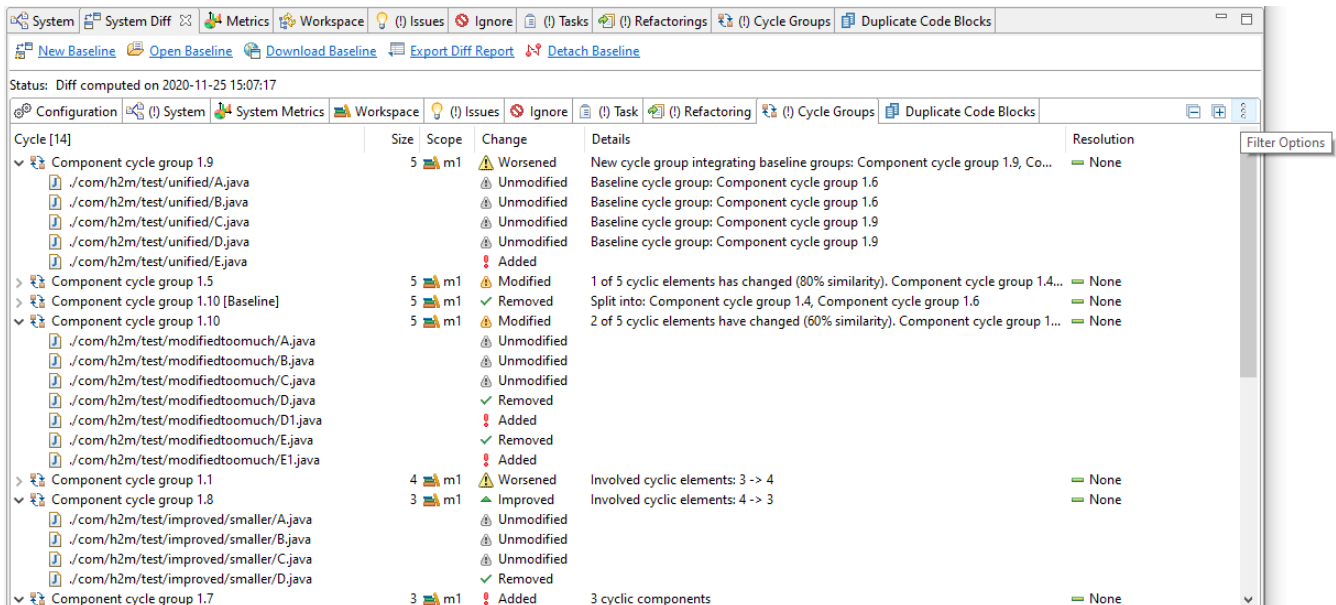 System System Diff Metrics Workspace (!) Issues Ignore (!) Tasks (!) Refactorings (!) Cycle Groups Duplicate Code Blocks
New Baseline Open Baseline Download Baseline Export Diff Report Detach Baseline
Status: Diff computed on 2020-11-25 15:07:17
Configuration (!) System System Metrics Workspace (!) Issues Ignore (!) Task (!) Refactoring (!) Cycle Groups Duplicate Code Blocks
Cycle [14] Size Scope Change Details Resolution
Filter Options
Component cycle group 1.9 5 m1 Worsened New cycle group integrating baseline groups: Component cycle group 1.9, Co... None
./com/h2m/test/unified/A.java Unmodified Baseline cycle group: Component cycle group 1.6
./com/h2m/test/unified/B.java Unmodified Baseline cycle group: Component cycle group 1.6
./com/h2m/test/unified/C.java Unmodified Baseline cycle group: Component cycle group 1.9
./com/h2m/test/unified/D.java Unmodified Baseline cycle group: Component cycle group 1.9
./com/h2m/test/unified/E.java Added
Component cycle group 1.5 5 m1 Modified 1 of 5 cyclic elements has changed (80% similarity). Component cycle group 1.4... None
Component cycle group 1.10 [Baseline] 5 m1 Removed Split into: Component cycle group 1.4, Component cycle group 1.6 None
Component cycle group 1.10 5 m1 Modified 2 of 5 cyclic elements have changed (60% similarity). Component cycle group 1... None
./com/h2m/test/modifiedtoomuch/A.java Unmodified
./com/h2m/test/modifiedtoomuch/B.java Unmodified
./com/h2m/test/modifiedtoomuch/C.java Unmodified
./com/h2m/test/modifiedtoomuch/D.java Removed
./com/h2m/test/modifiedtoomuch/D1.java Added
./com/h2m/test/modifiedtoomuch/E.java Removed
./com/h2m/test/modifiedtoomuch/E1.java Added
Component cycle group 1.1 4 m1 Worsened Involved cyclic elements: 3 -> 4 None
Component cycle group 1.8 3 m1 Improved Involved cyclic elements: 4 -> 3 None
./com/h2m/test/improved/smaller/A.java Unmodified
./com/h2m/test/improved/smaller/B.java Unmodified
./com/h2m/test/improved/smaller/C.java Unmodified
./com/h2m/test/improved/smaller/D.java Removed
Component cycle group 1.7 3 m1 Added 3 cyclic components None